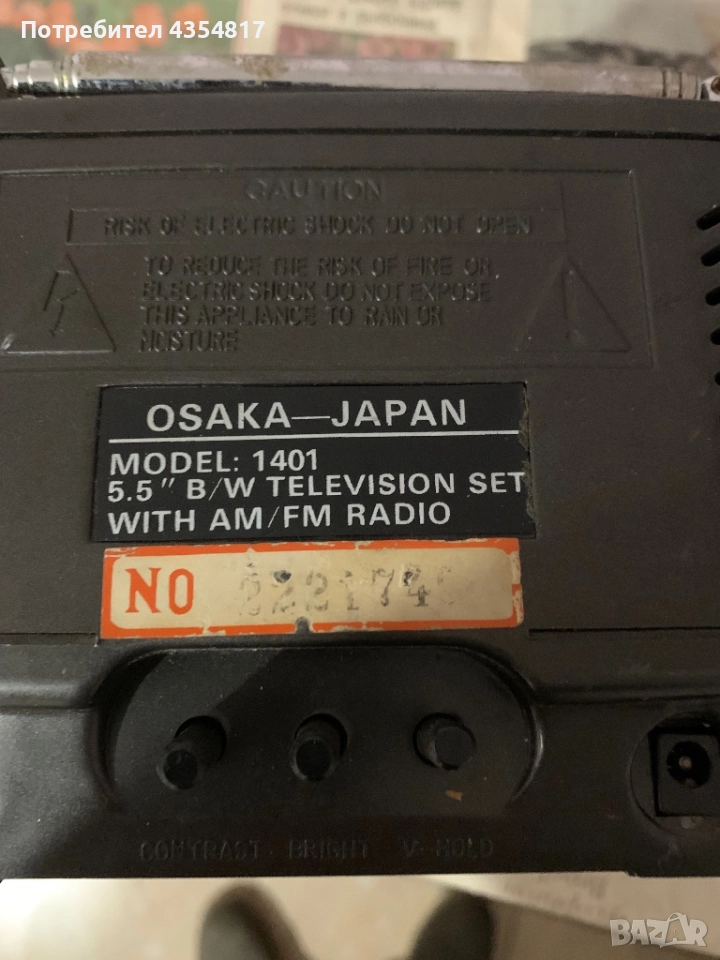 Потребител 4354817
CAUTION
RISK OF ELECTRIC SHOCK DO NOT OPEN
TO REDUCE THE RISK OF FIRE OR,
ELECTRIC SHOCK DO NOT EXPOSE
THIS APPLIANCE TO RAIN OR
MOISTURE
OSAKA—JAPAN
MODEL: 1401
5.5" B/W TELEVISION SET
WITH AM/FM RADIO
NO
CONTRAST. BRIGHT V-HOLD
BAZAR